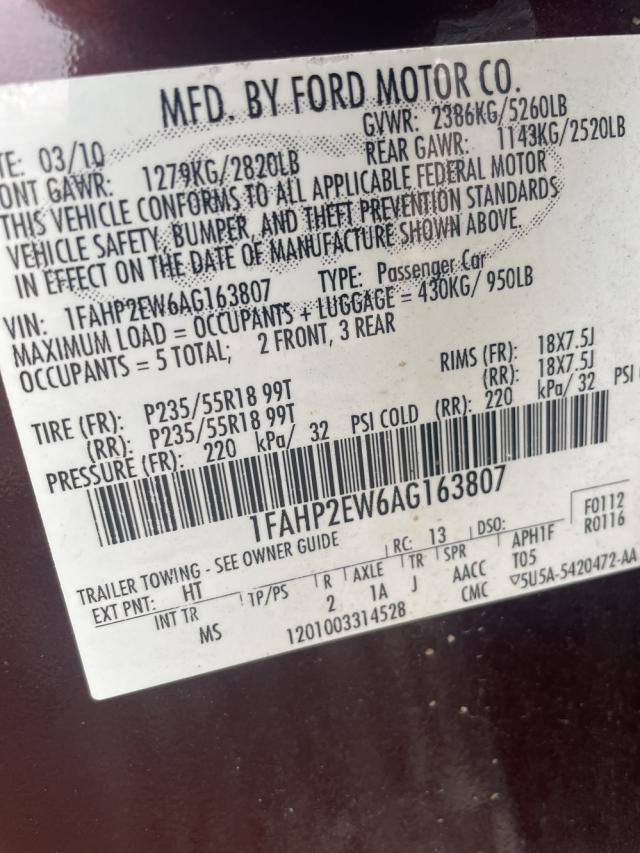 MFD. BY FORD MOTOR CO.
TE: 03/10 GVWR: 2386KG/5260LB
ONT GAWR: 1279KG/2820LB REAR GAWR: 1143KG/2520LB
THIS VEHICLE CONFORMS TO ALL APPLICABLE FEDERAL MOTOR
VEHICLE SAFETY, BUMPER, AND THEFT PREVENTION STANDARDS
IN EFFECT ON THE DATE OF MANUFACTURE SHOWN ABOVE.
VIN: 1FAHP2EW6AG163807 TYPE: Passenger Car
MAXIMUM LOAD = OCCUPANTS + LUGGAGE = 430KG/ 950LB
OCCUPANTS = 5 TOTAL; 2 FRONT, 3 REAR
TIRE (FR): P235/55R18 99T RIMS (FR): 18X7.5J
(RR): P235/55R18 99T (RR): 18X7.5J
PRESSURE (FR): 220 kPa/ 32 PSI COLD (RR): 220 kPa/ 32 PSI
1FAHP2EW6AG163807
TRAILER TOWING - SEE OWNER GUIDE RC: 13 DSO: F0112
EXT PNT: HT R0116
INT TR TP/PS R AXLE TR SPR APH1F
MS 2 1A J AACC T05
1201003314528 CMC ▽5U5A-5420472-AA